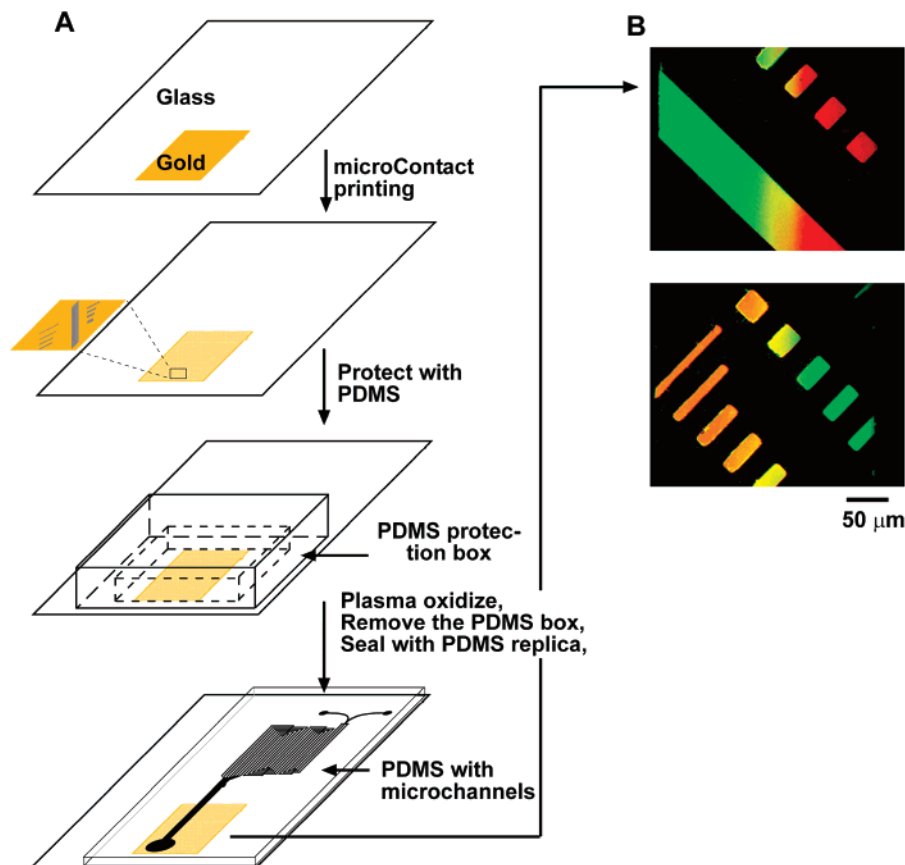 A
B
Glass
Gold
microContact
printing
Protect with
PDMS
PDMS protec-
tion box
50 μm
Plasma oxidize,
Remove the PDMS box,
Seal with PDMS replica,
PDMS with
microchannels